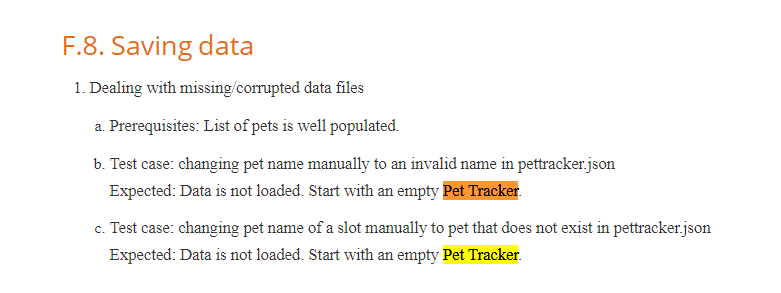 F.8. Saving data
1. Dealing with missing/corrupted data files
a. Prerequisites: List of pets is well populated.
b. Test case: changing pet name manually to an invalid name in pettracker.json
Expected: Data is not loaded. Start with an empty Pet Tracker.
c. Test case: changing pet name of a slot manually to pet that does not exist in pettracker.json
Expected: Data is not loaded. Start with an empty Pet Tracker.